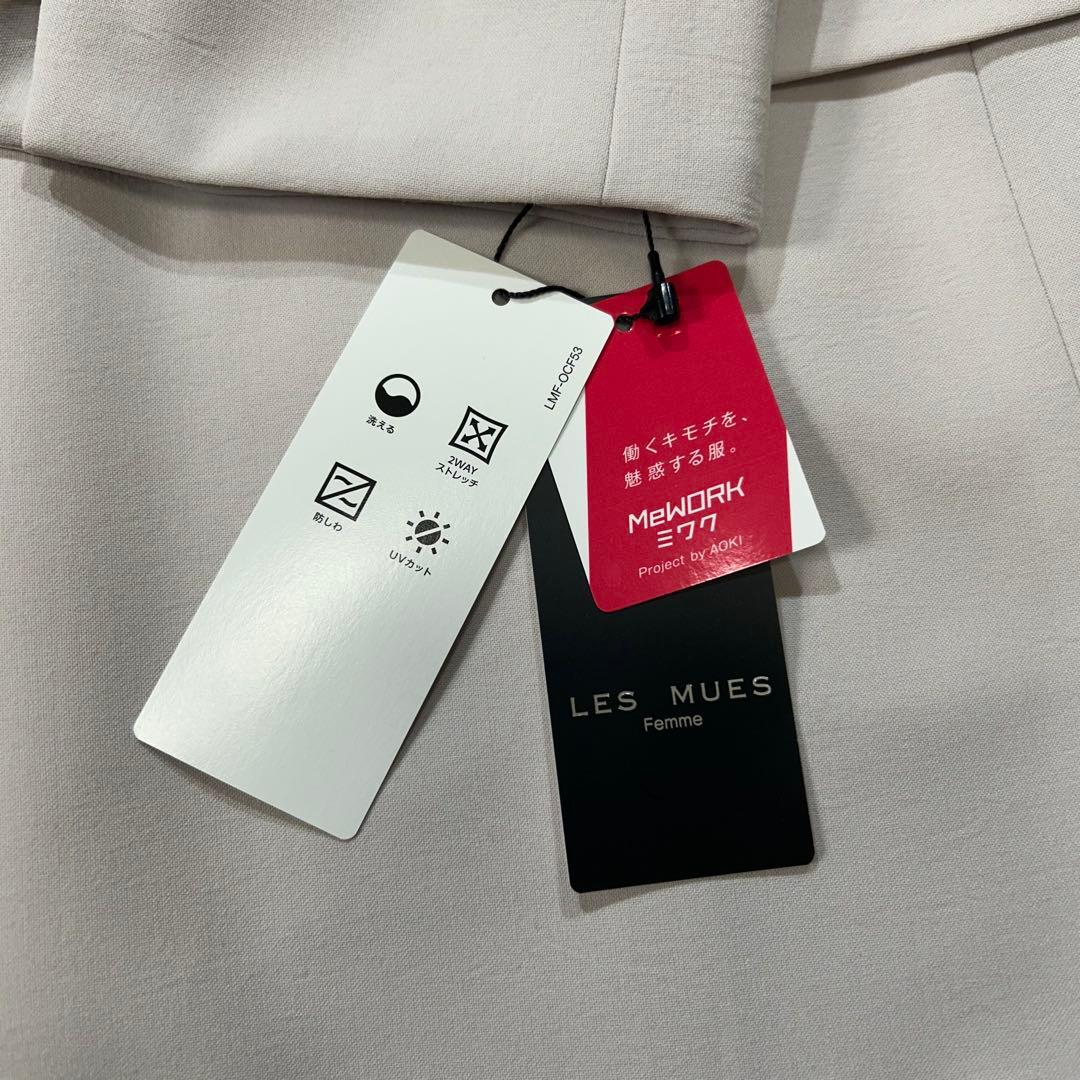 LMF-OCF53
洗える
2WAY
ストレッチ
防しわ
UVカット
働くキモチを、
魅惑する服。
MeWORK
ミワク
Project by AOKI
LES MUES
Femme